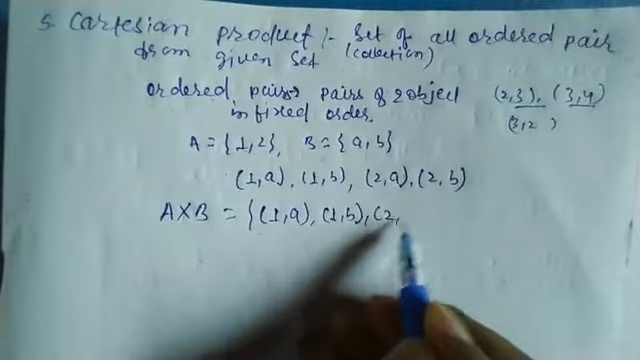 5. Cartesian product :- Set of all ordered pair
from given set (collection)
ordered pairs pairs of 2 object (2,3), (3,4)
in fixed order. (3,2)
A = {1,2}, B = {a,b}
(1,a), (1,b), (2,a), (2,b)
A×B = {(1,a), (1,b), (2,